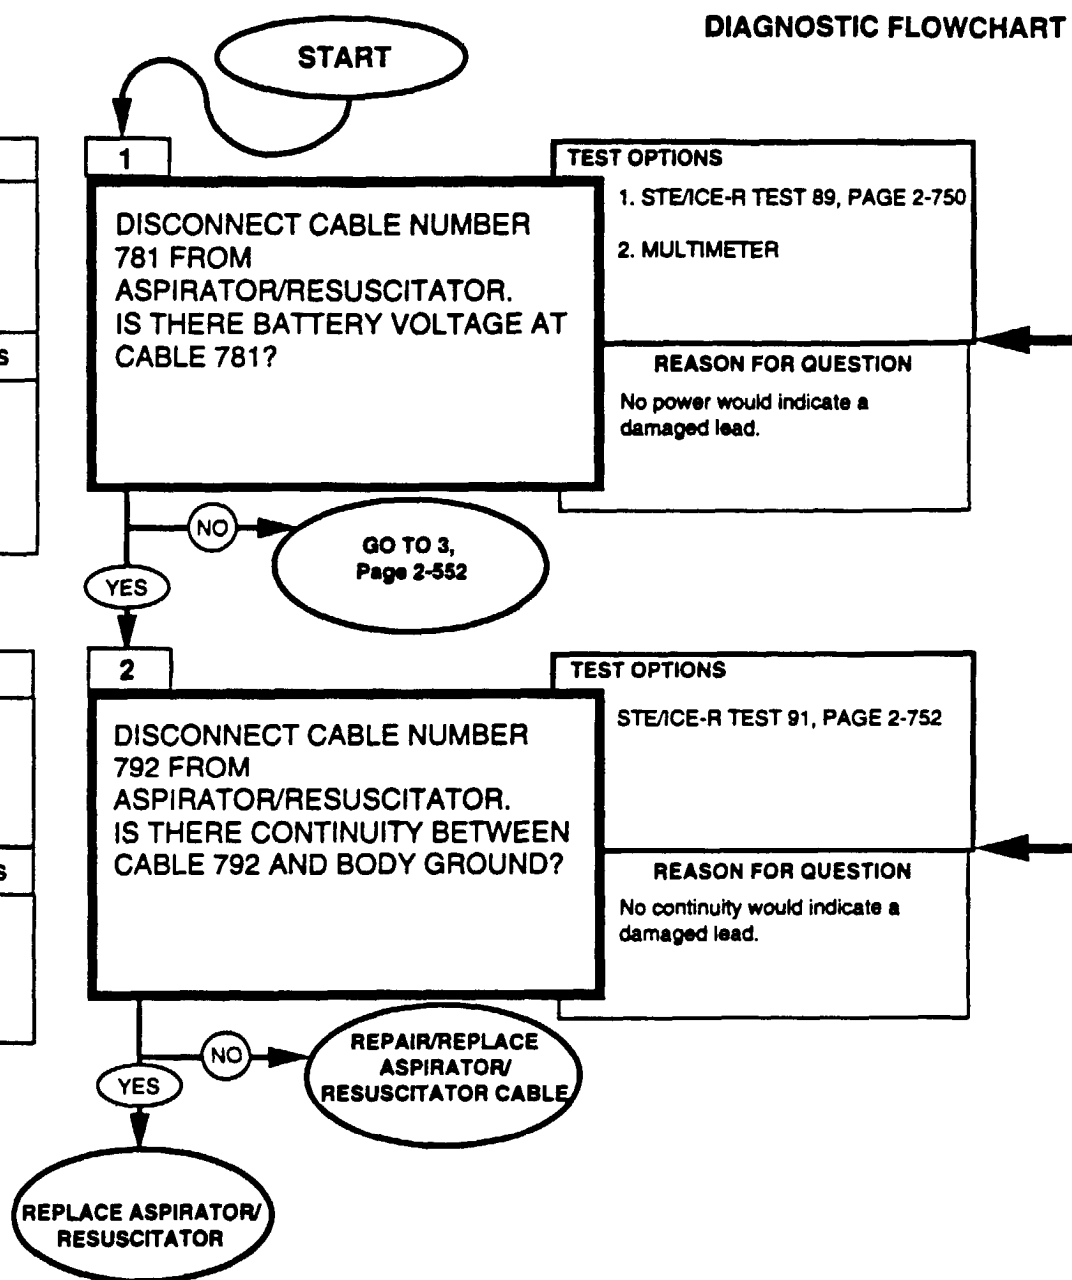 DIAGNOSTIC FLOWCHART
START
1
DISCONNECT CABLE NUMBER
781 FROM
ASPIRATOR/RESUSCITATOR.
IS THERE BATTERY VOLTAGE AT
CABLE 781?
TEST OPTIONS
1. STE/ICE-R TEST 89, PAGE 2-750
2. MULTIMETER
REASON FOR QUESTION
No power would indicate a
damaged lead.
S
NO
GO TO 3,
Page 2-552
YES
2
DISCONNECT CABLE NUMBER
792 FROM
ASPIRATOR/RESUSCITATOR.
IS THERE CONTINUITY BETWEEN
CABLE 792 AND BODY GROUND?
TEST OPTIONS
STE/ICE-R TEST 91, PAGE 2-752
REASON FOR QUESTION
No continuity would indicate a
damaged lead.
S
NO
REPAIR/REPLACE
ASPIRATOR/
RESUSCITATOR CABLE
YES
REPLACE ASPIRATOR/
RESUSCITATOR